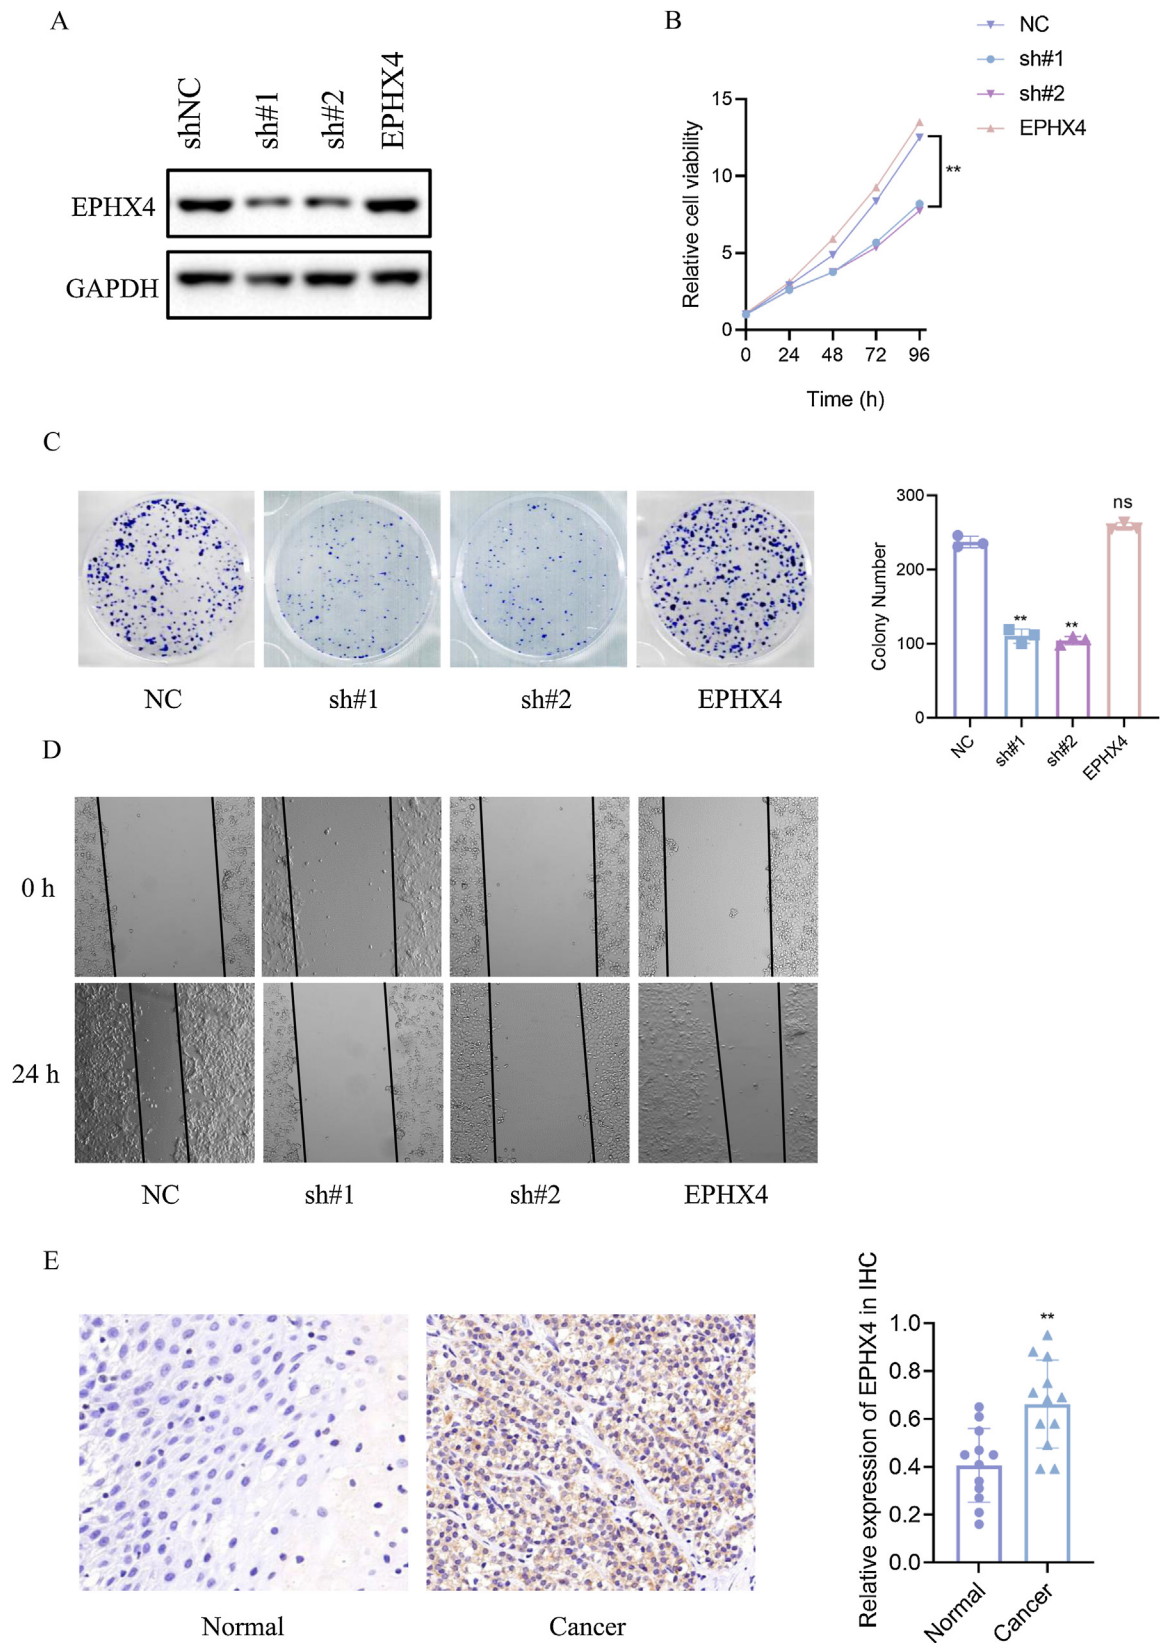 A
shNC
sh#1
sh#2
EPHX4
EPHX4
GAPDH
B
NC
sh#1
sh#2
EPHX4
Relative cell viability
15
10
5
0
**
0 24 48 72 96
Time (h)
C
NC sh#1 sh#2 EPHX4
Colony Number
300
200
100
0
**
**
ns
NC
sh#1
sh#2
EPHX4
D
0 h
24 h
NC sh#1 sh#2 EPHX4
E
Normal Cancer
Relative expression of EPHX4 in IHC
1.0
0.8
0.6
0.4
0.2
0.0
**
Normal
Cancer